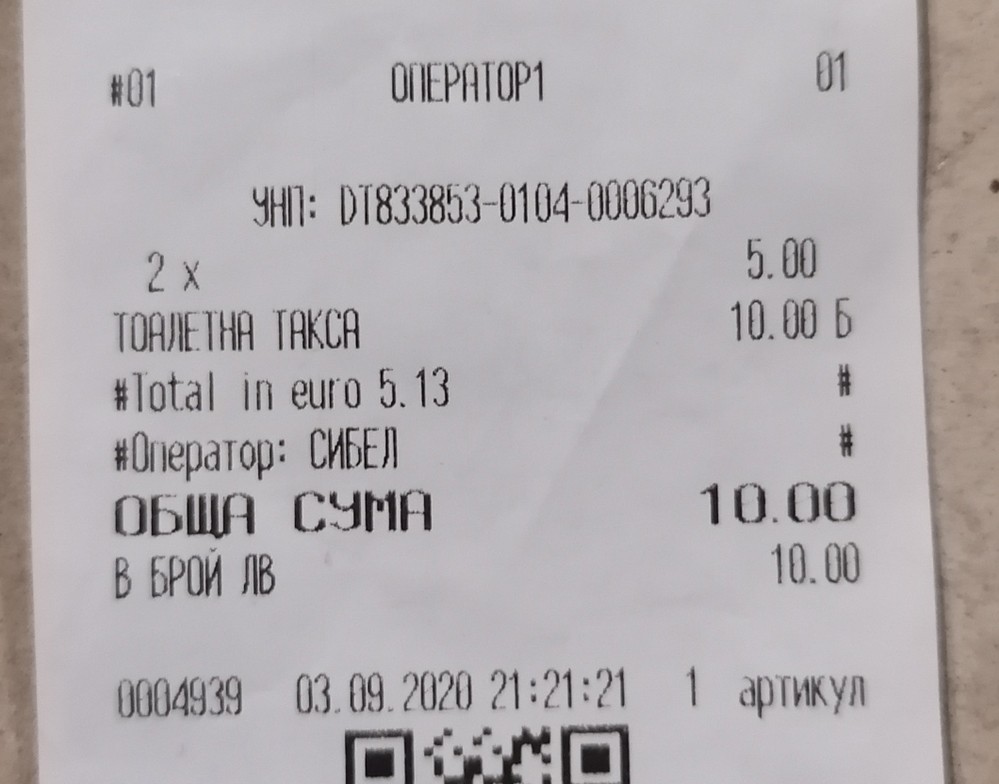 #01 ОПЕРАТОР1 01
УНП: DT833853-0104-0006293
2 x 5.00
ТОАЛЕТНА ТАКСА 10.00 Б
#Total in euro 5.13 #
#Оператор: СИБЕЛ #
ОБЩА СУМА 10.00
В БРОЙ ЛВ 10.00
0004939 03.09.2020 21:21:21 1 артикул